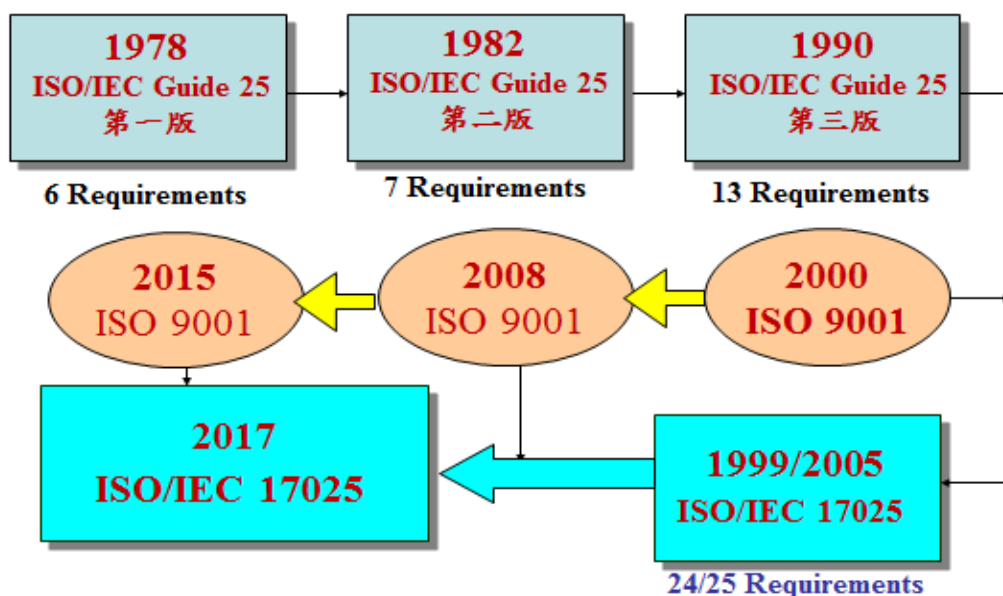 1978
ISO/IEC Guide 25
第一版
1982
ISO/IEC Guide 25
第二版
1990
ISO/IEC Guide 25
第三版
6 Requirements
7 Requirements
13 Requirements
2015
ISO 9001
2008
ISO 9001
2000
ISO 9001
2017
ISO/IEC 17025
1999/2005
ISO/IEC 17025
24/25 Requirements